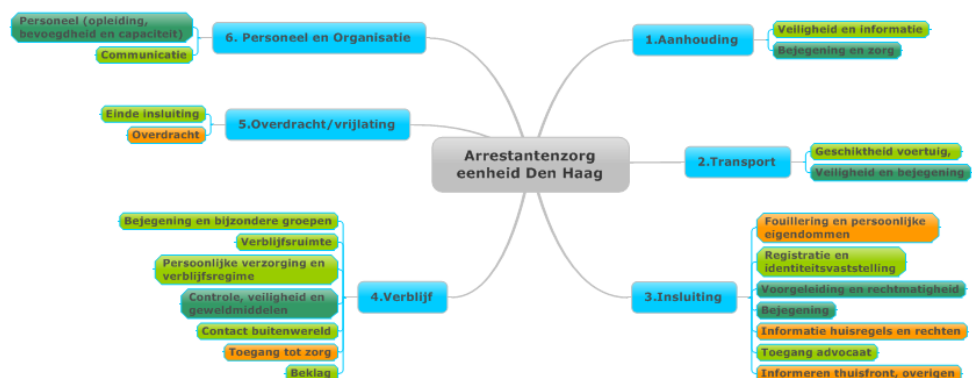 Arrestantenzorg
eenheid Den Haag
1.Aanhouding
Veiligheid en informatie
Bejegening en zorg
2.Transport
Geschiktheid voertuig,
Veiligheid en bejegening
3.Insluiting
Fouillering en persoonlijke
eigendommen
Registratie en
identiteitsvaststelling
Voorgeleiding en rechtmatigheid
Bejegening
Informatie huisregels en rechten
Toegang advocaat
Informeren thuisfront, overigen
4.Verblijf
Bejegening en bijzondere groepen
Verblijfsruimte
Persoonlijke verzorging en
verblijfsregime
Controle, veiligheid en
geweldmiddelen
Contact buitenwereld
Toegang tot zorg
Beklag
5.Overdracht/vrijlating
Einde insluiting
Overdracht
6. Personeel en Organisatie
Personeel (opleiding,
bevoegdheid en capaciteit)
Communicatie